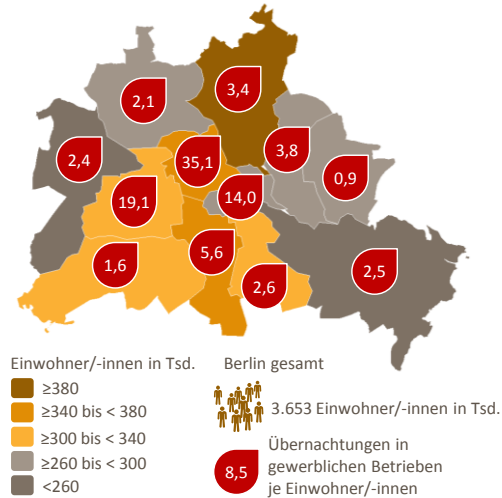 3,4
2,1
3,8
2,4
35,1
0,9
14,0
19,1
5,6
1,6
2,5
2,6
Einwohner/-innen in Tsd.
≥380
≥340 bis < 380
≥300 bis < 340
≥260 bis < 300
<260
Berlin gesamt
3.653 Einwohner/-innen in Tsd.
8,5
Übernachtungen in
gewerblichen Betrieben
je Einwohner/-innen